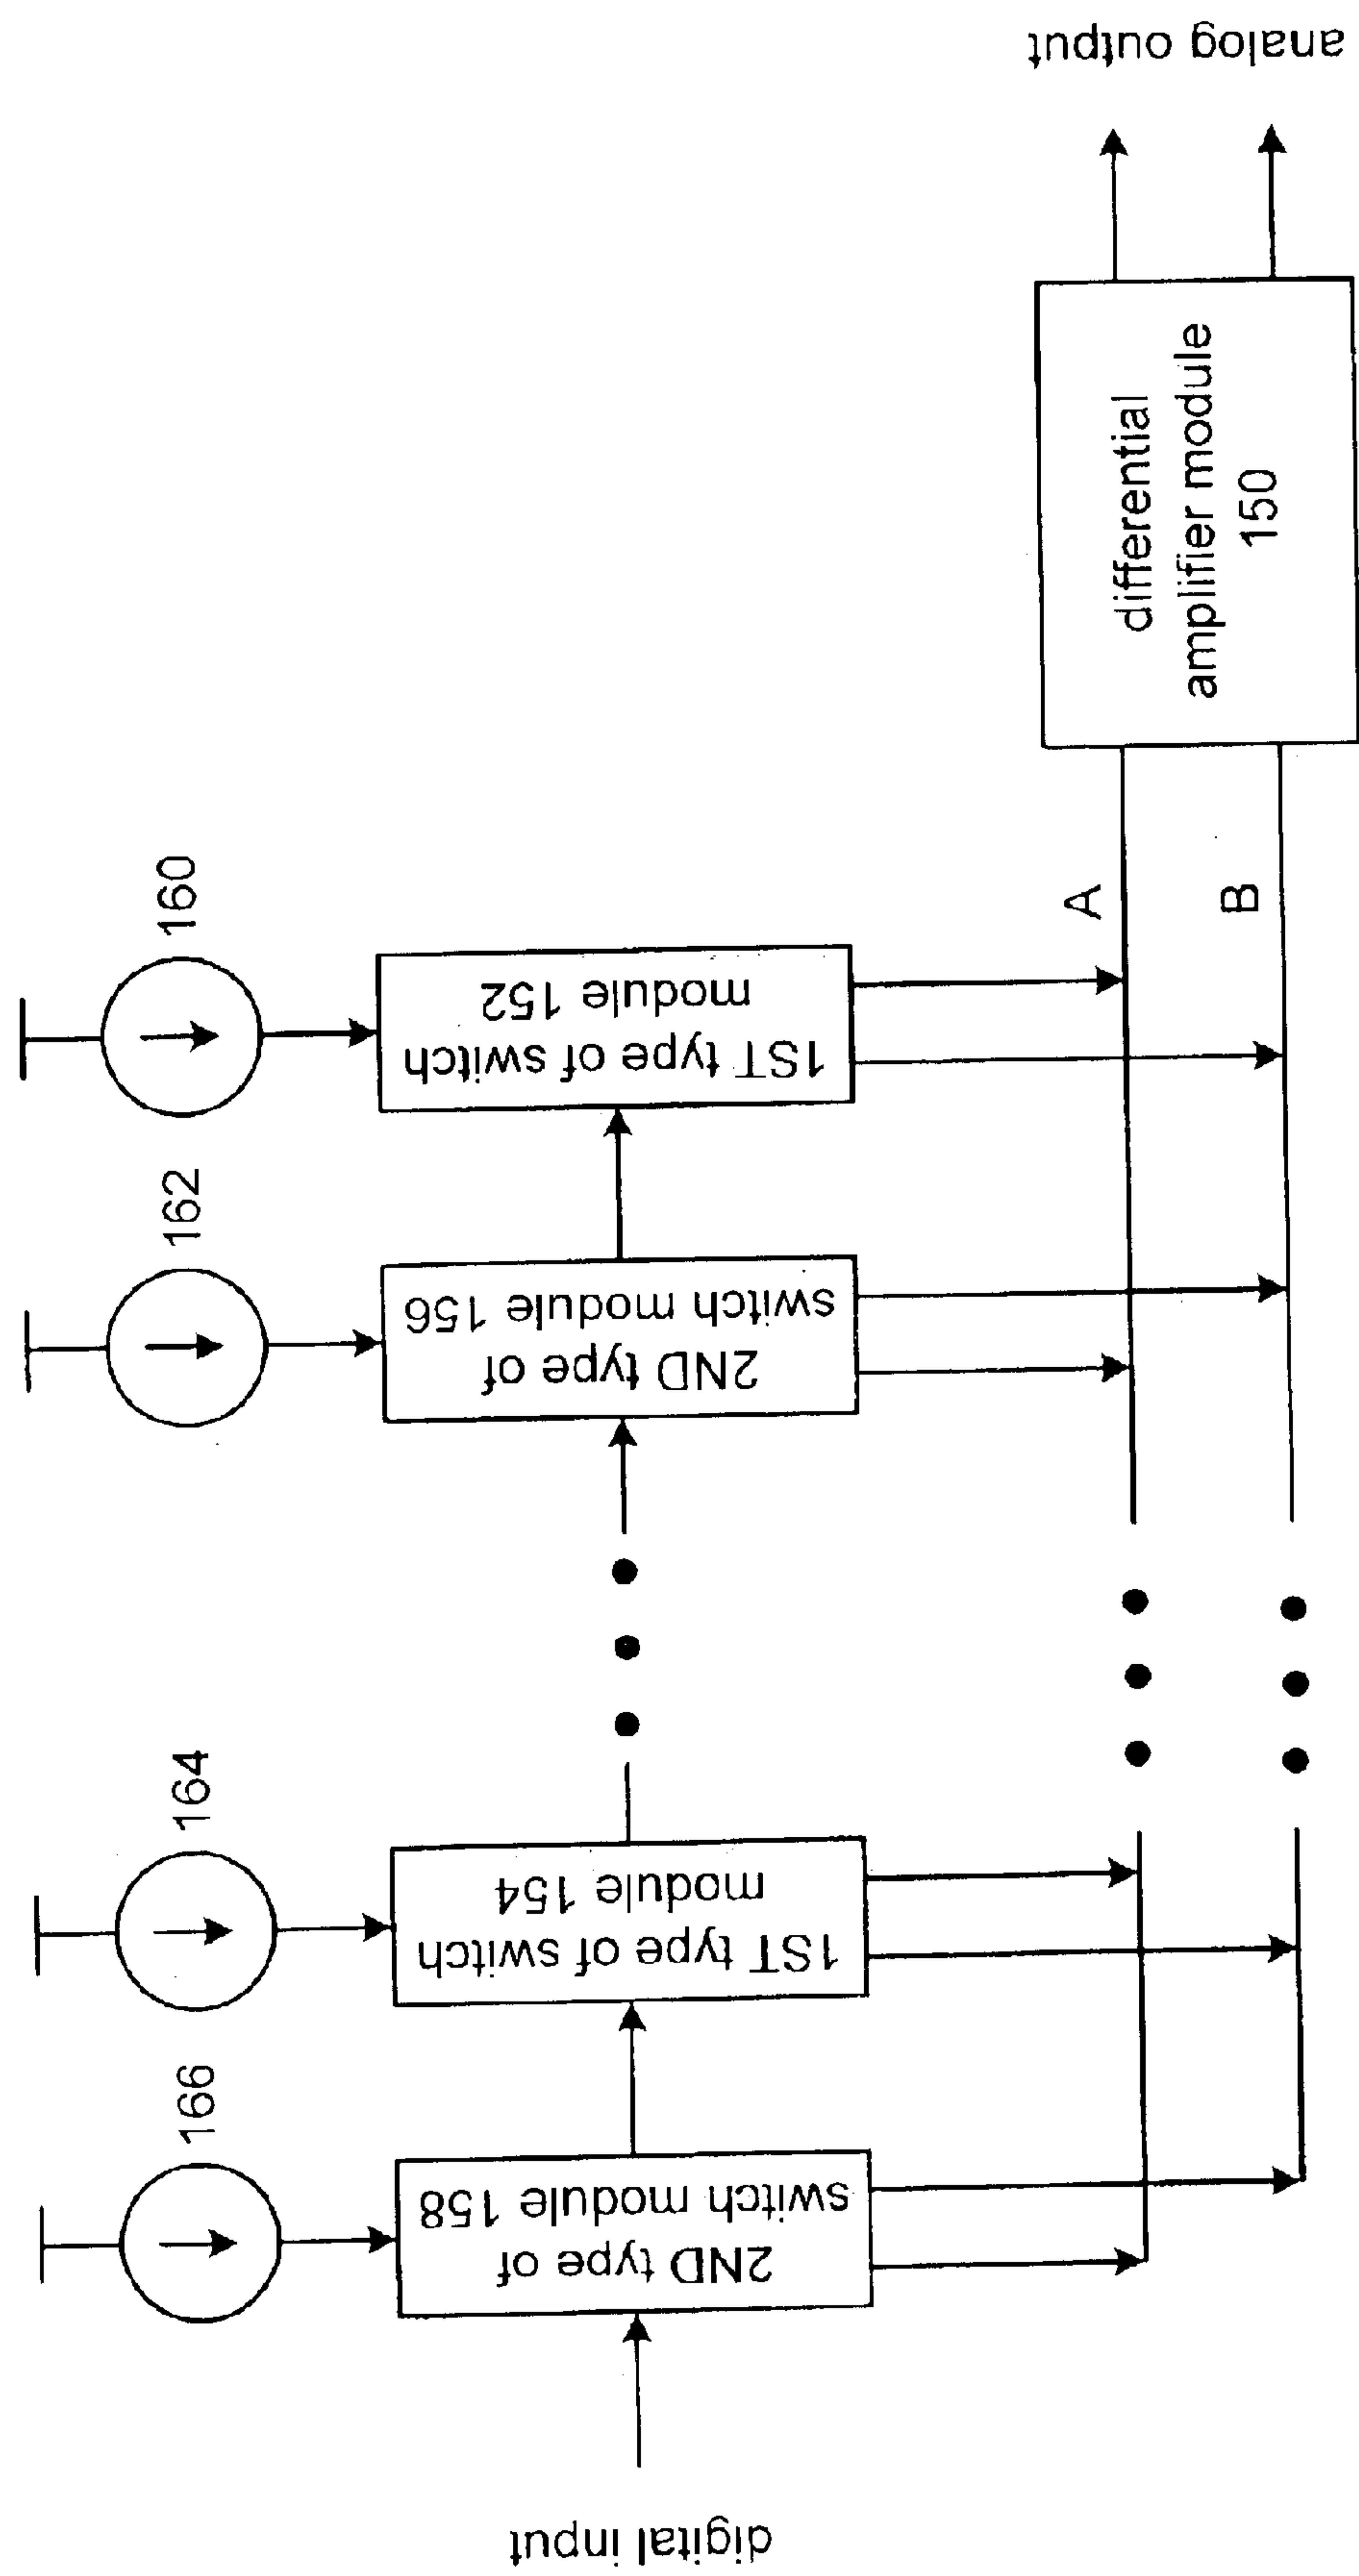 166
164
162
160
2ND type of
switch module 158
1ST type of switch
module 154
2ND type of
switch module 156
1ST type of switch
module 152
digital input
A
B
differential
amplifier module
150
analog output